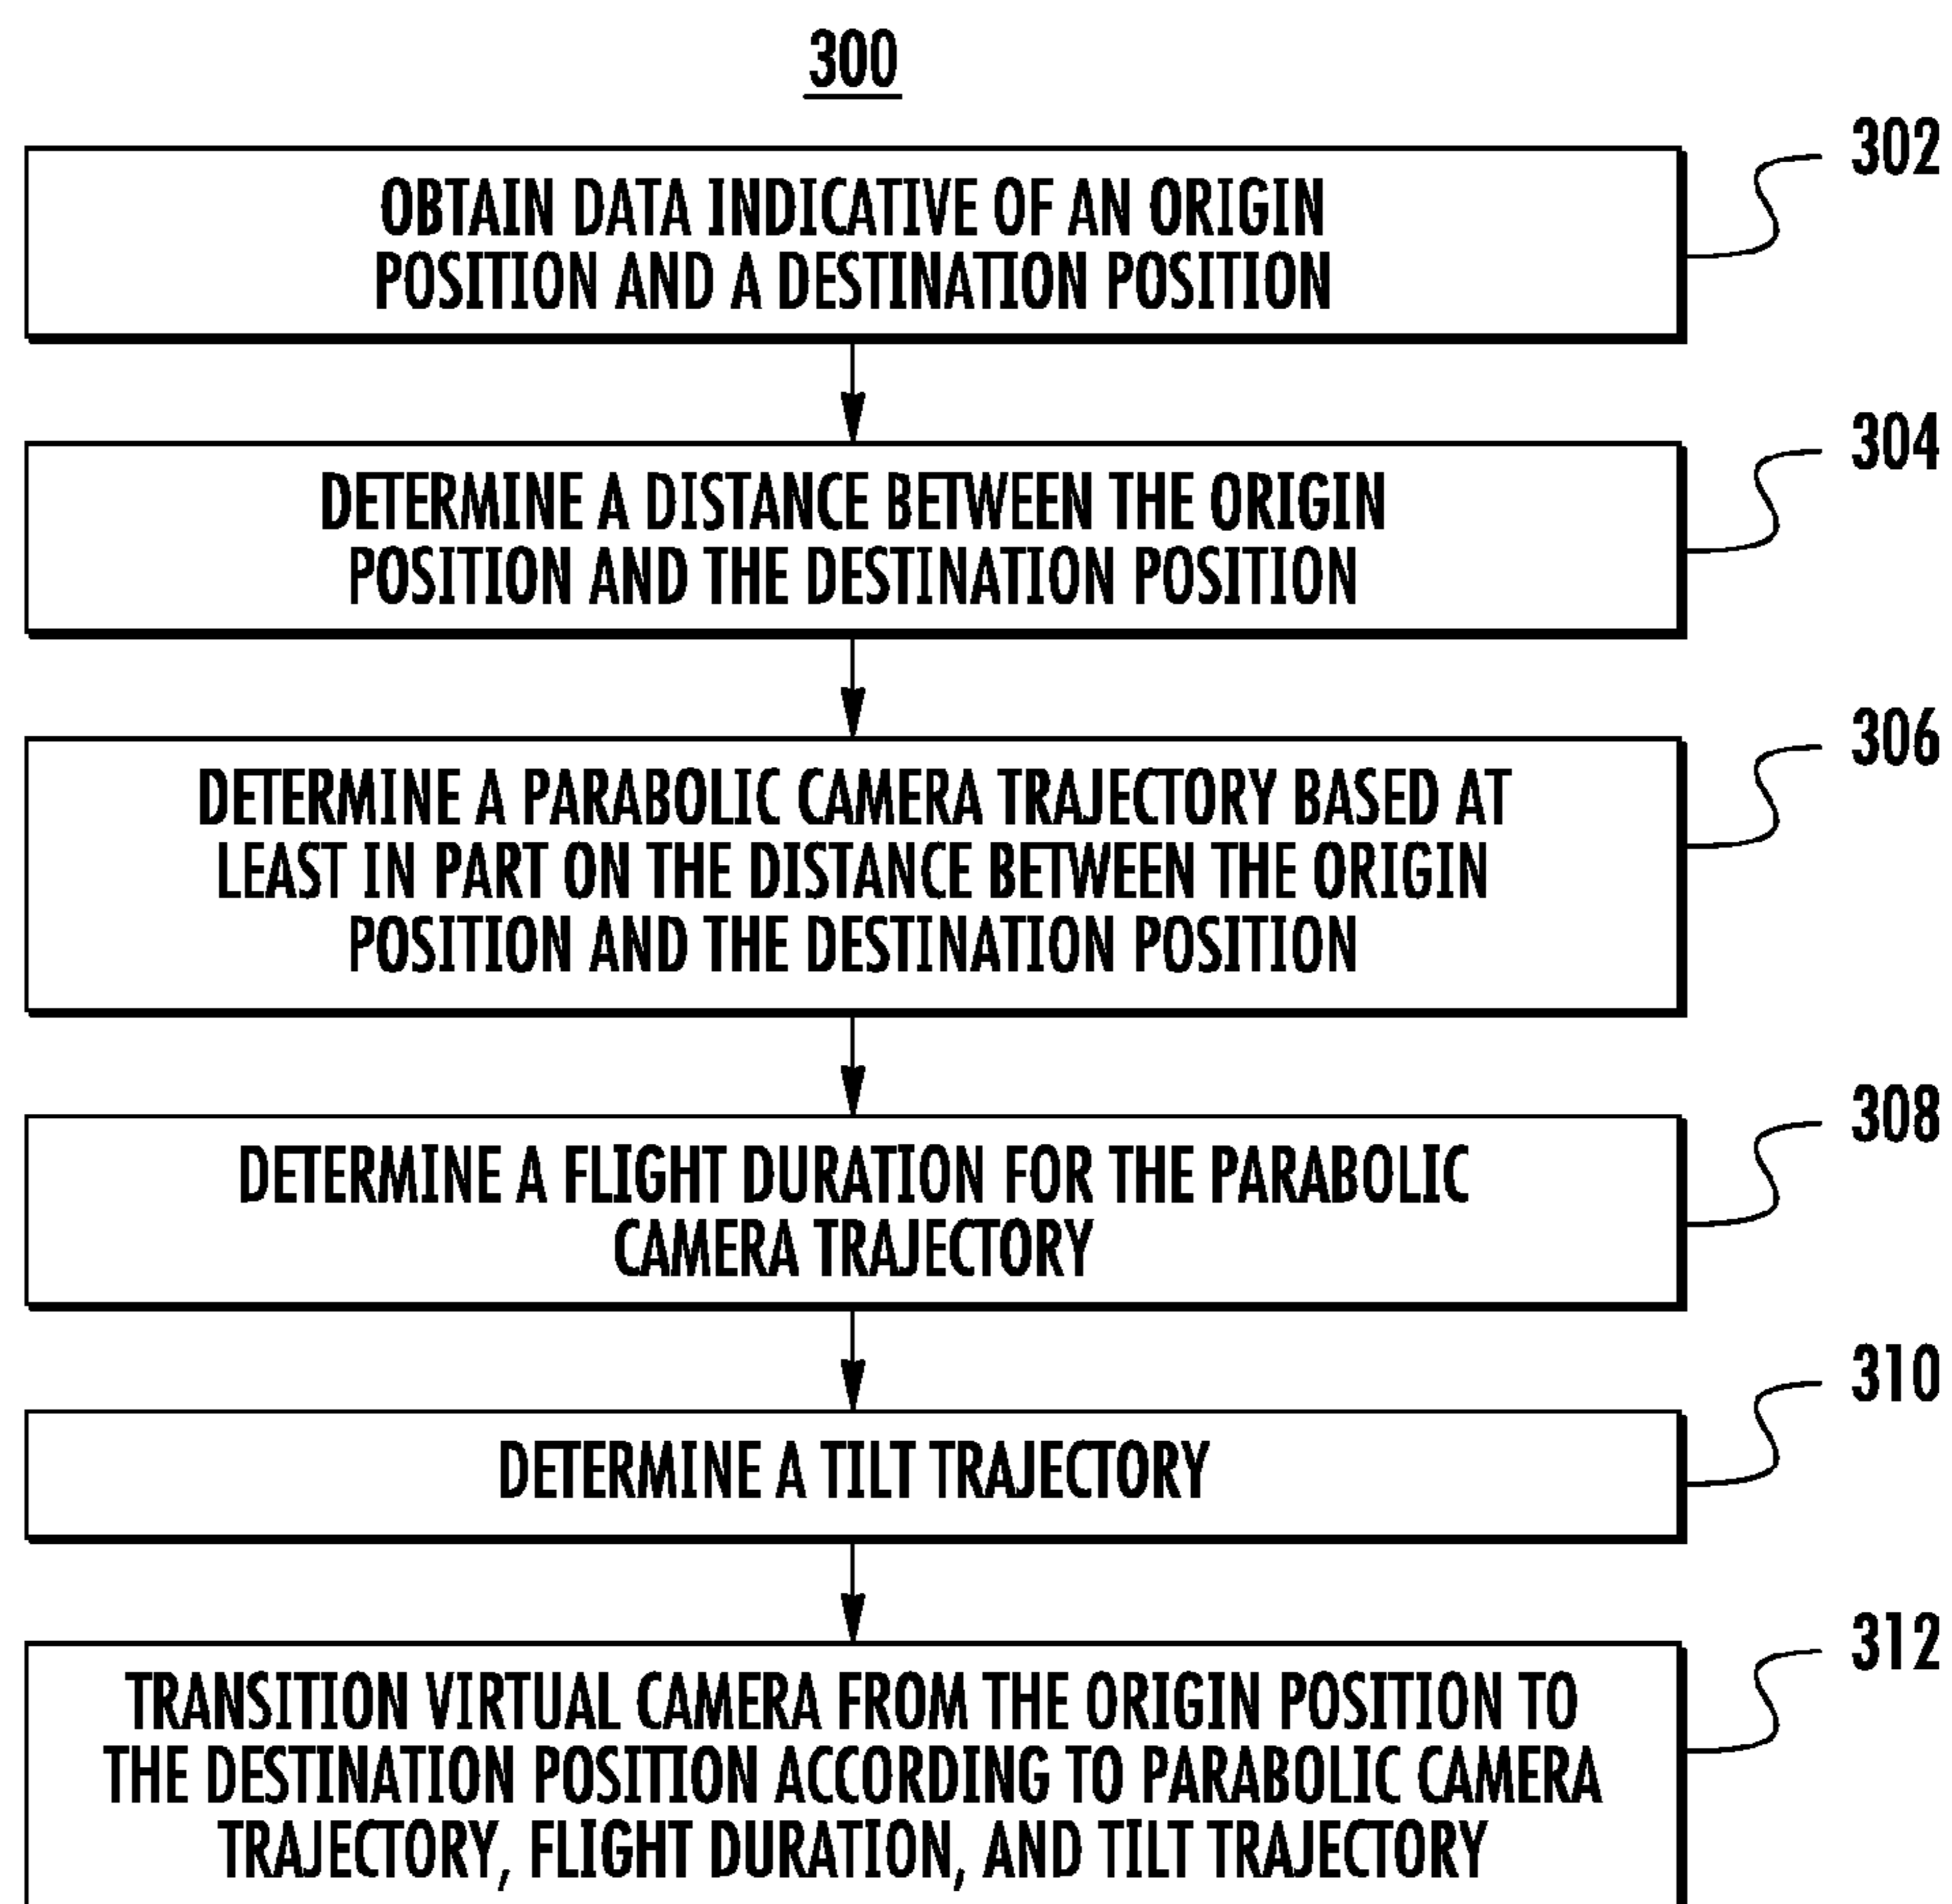 300
302
OBTAIN DATA INDICATIVE OF AN ORIGIN
POSITION AND A DESTINATION POSITION
304
DETERMINE A DISTANCE BETWEEN THE ORIGIN
POSITION AND THE DESTINATION POSITION
306
DETERMINE A PARABOLIC CAMERA TRAJECTORY BASED AT
LEAST IN PART ON THE DISTANCE BETWEEN THE ORIGIN
POSITION AND THE DESTINATION POSITION
308
DETERMINE A FLIGHT DURATION FOR THE PARABOLIC
CAMERA TRAJECTORY
310
DETERMINE A TILT TRAJECTORY
312
TRANSITION VIRTUAL CAMERA FROM THE ORIGIN POSITION TO
THE DESTINATION POSITION ACCORDING TO PARABOLIC CAMERA
TRAJECTORY, FLIGHT DURATION, AND TILT TRAJECTORY